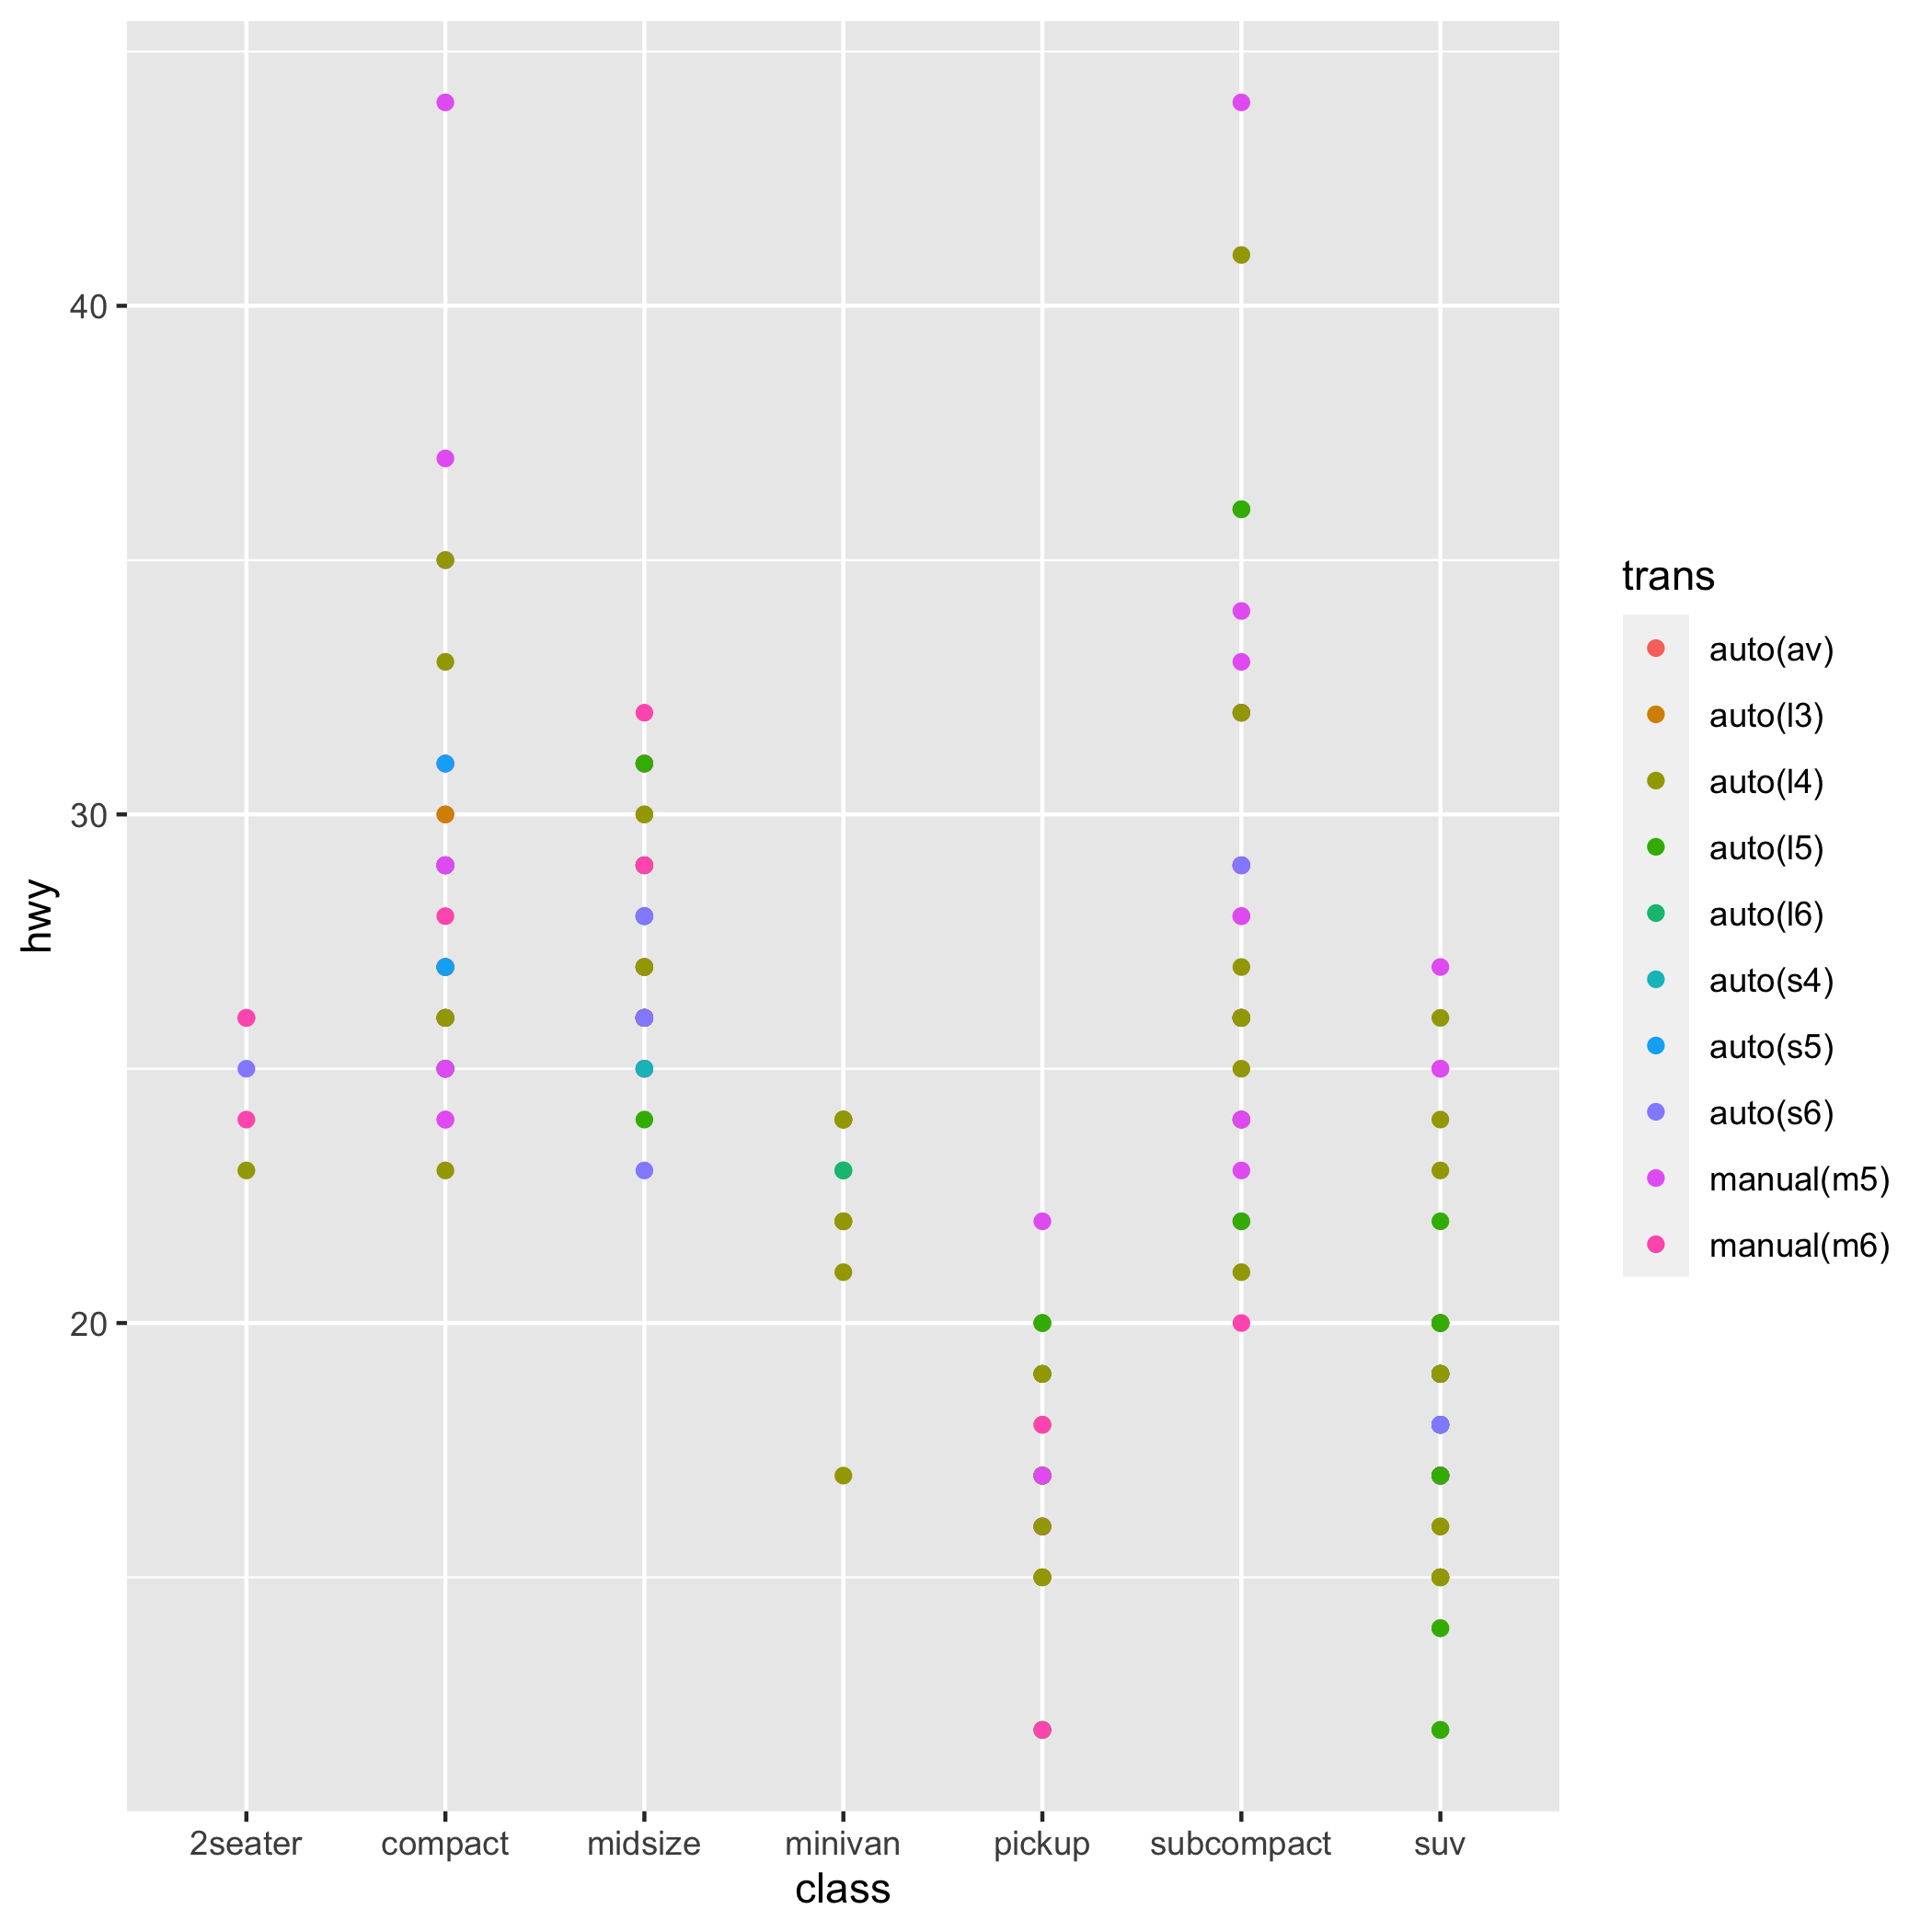 hwy
40
30
20
2seater
compact
midsize
minivan
pickup
subcompact
suv
class
trans
auto(av)
auto(l3)
auto(l4)
auto(l5)
auto(l6)
auto(s4)
auto(s5)
auto(s6)
manual(m5)
manual(m6)